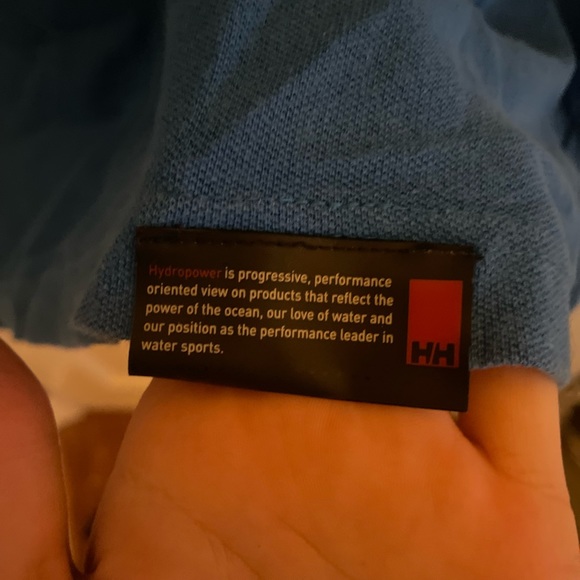 Hydropower is progressive, performance
oriented view on products that reflect the
power of the ocean, our love of water and
our position as the performance leader in
water sports.
HH